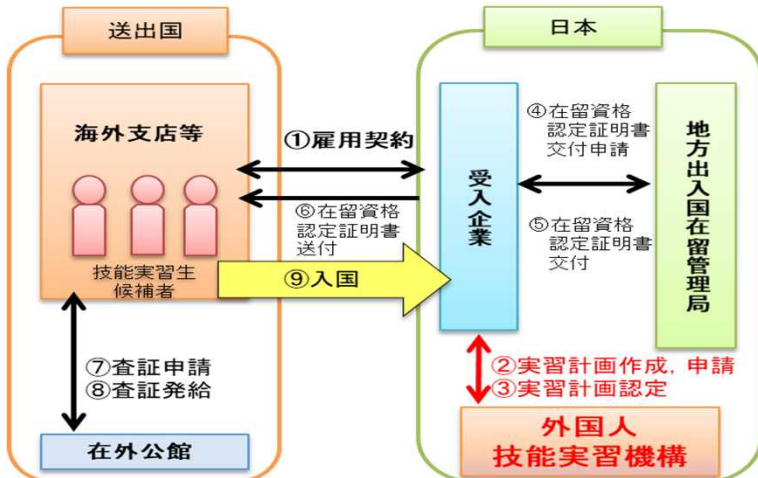 送出国
海外支店等
技能実習生
候補者
⑦査証申請
⑧査証発給
在外公館
①雇用契約
⑥在留資格
認定証明書
送付
⑨入国
日本
受入企業
④在留資格
認定証明書
交付申請
⑤在留資格
認定証明書
交付
地方出入国在留管理局
②実習計画作成，申請
③実習計画認定
外国人
技能実習機構